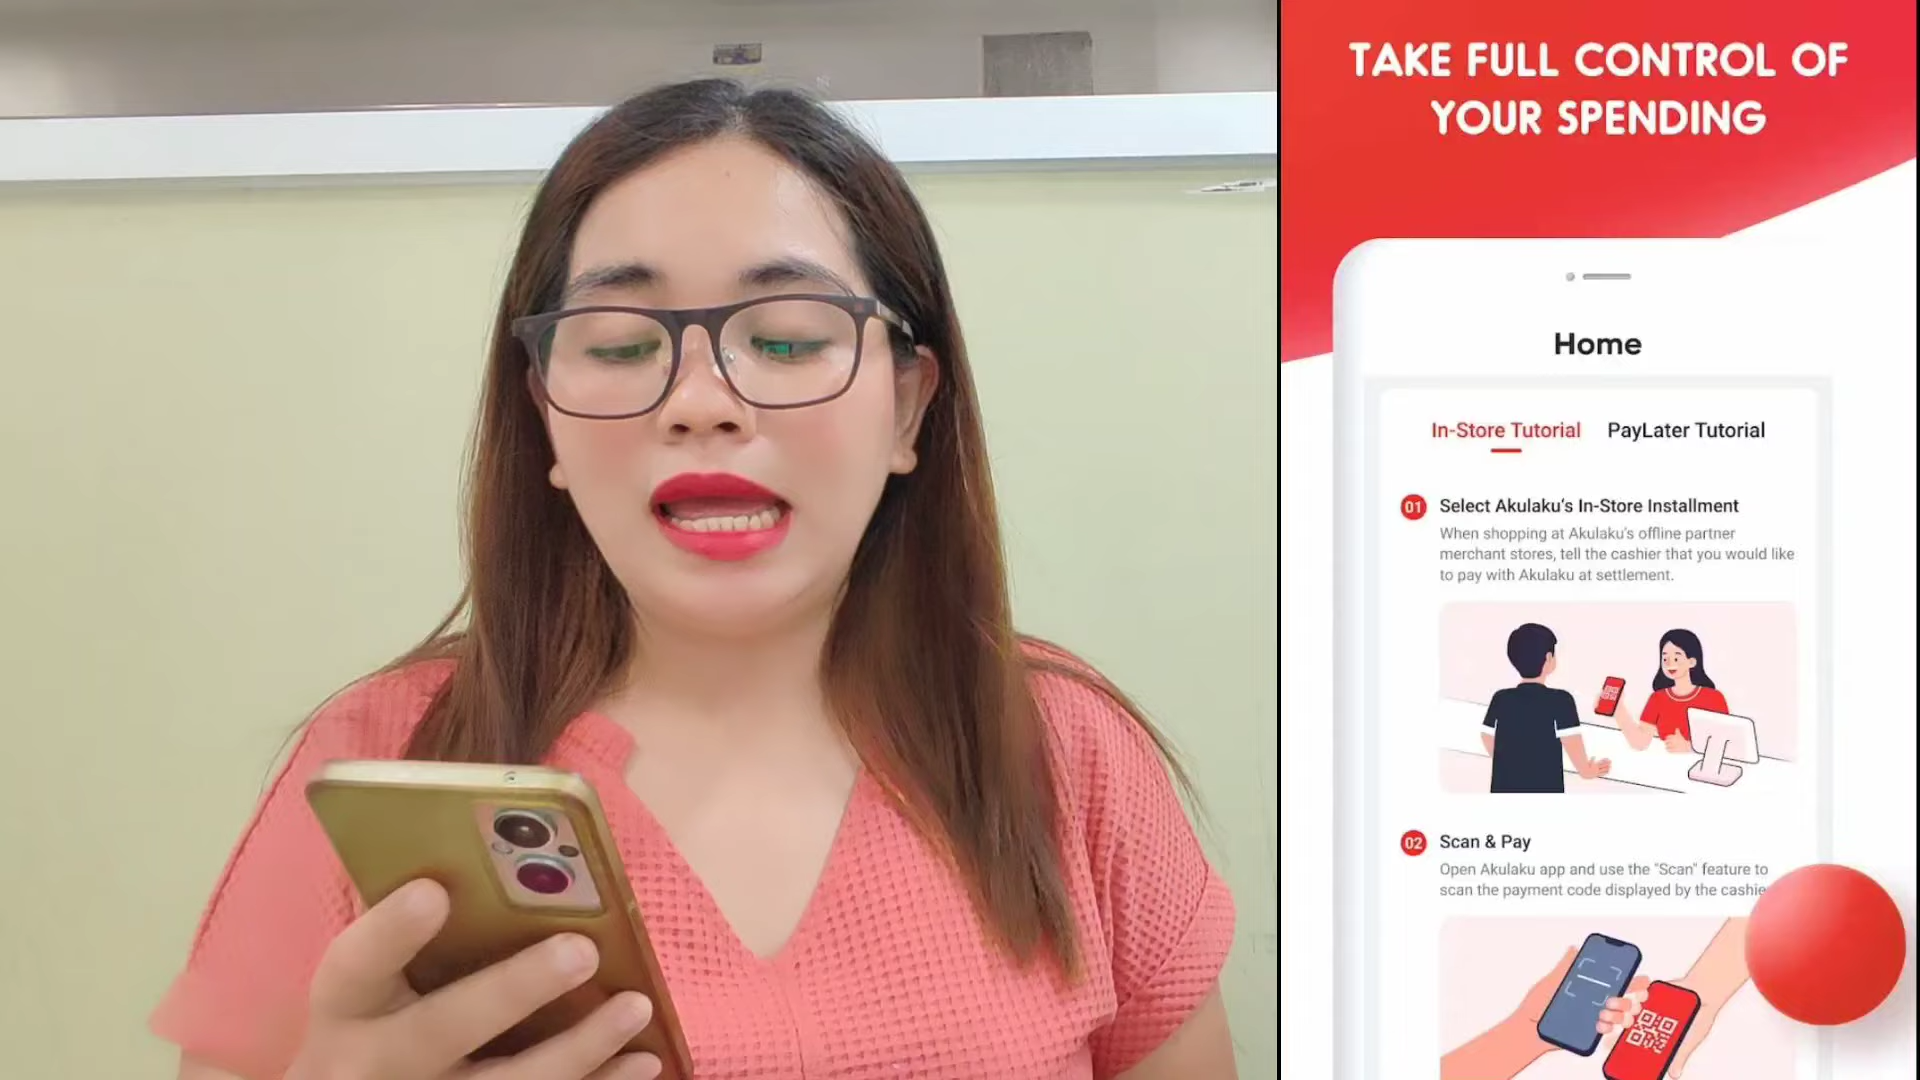 TAKE FULL CONTROL OF
YOUR SPENDING
Home
In-Store Tutorial PayLater Tutorial
01 Select Akulaku's In-Store Installment
When shopping at Akulaku's offline partner
merchant stores, tell the cashier that you would like
to pay with Akulaku at settlement.
02 Scan & Pay
Open Akulaku app and use the "Scan" feature to
scan the payment code displayed by the cashie